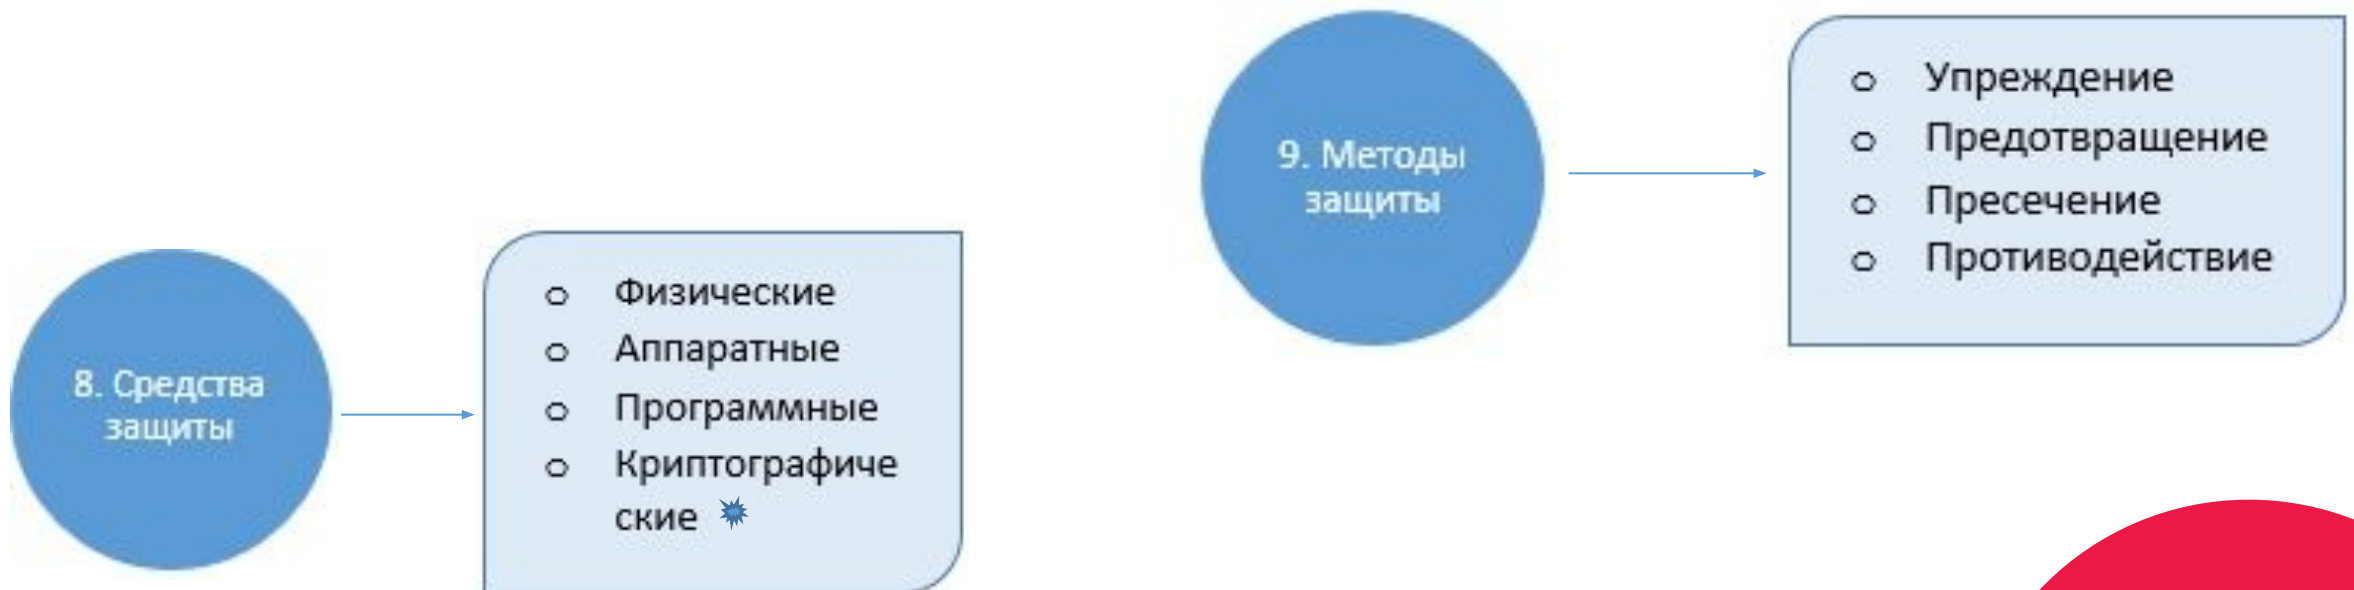 8. Средства
защиты
Физические
Аппаратные
Программные
Криптографиче
ские
9. Методы
защиты
Упреждение
Предотвращение
Пресечение
Противодействие